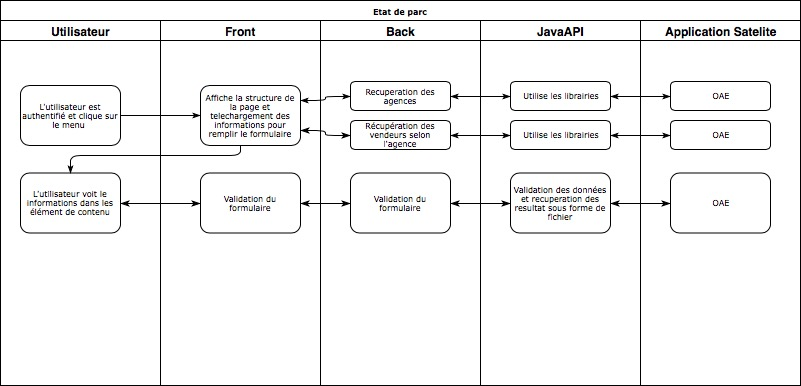 Etat de parc
Utilisateur
Front
Back
JavaAPI
Application Satelite
L'utilisateur est
authentifié et clique sur
le menu
Affiche la structure de
la page et
telechargement des
informations pour
remplir le formulaire
Recuperation des
agences
Utilise les librairies
OAE
Récupération des
vendeurs selon
l'agence
Utilise les librairies
OAE
L'utilisateur voit le
informations dans les
élément de contenu
Validation du
formulaire
Validation du
formulaire
Validation des données
et recuperation des
resultat sous forme de
fichier
OAE